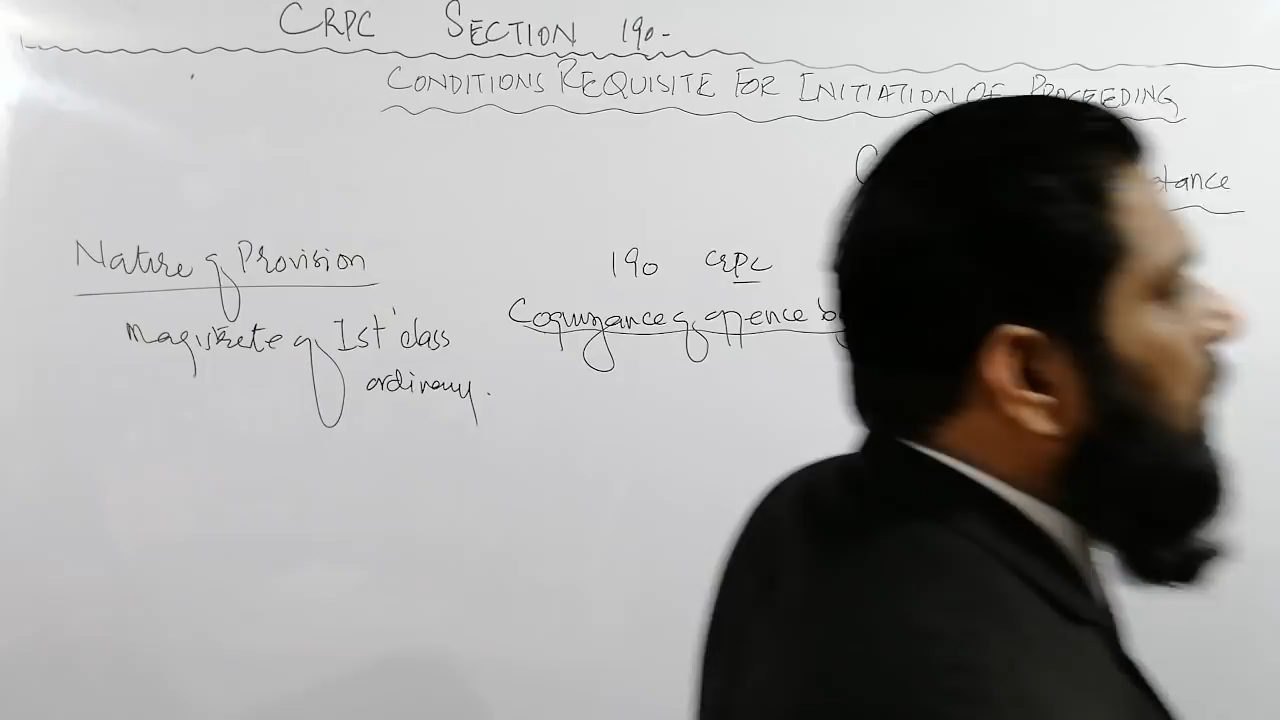 CRPC SECTION 190-
CONDITIONS REQUISITE FOR INITIATION OF PROCEEDING
Nature of Provision
190 CrPC
Cognizance of offence
Magistrate of Ist class
ordinary.